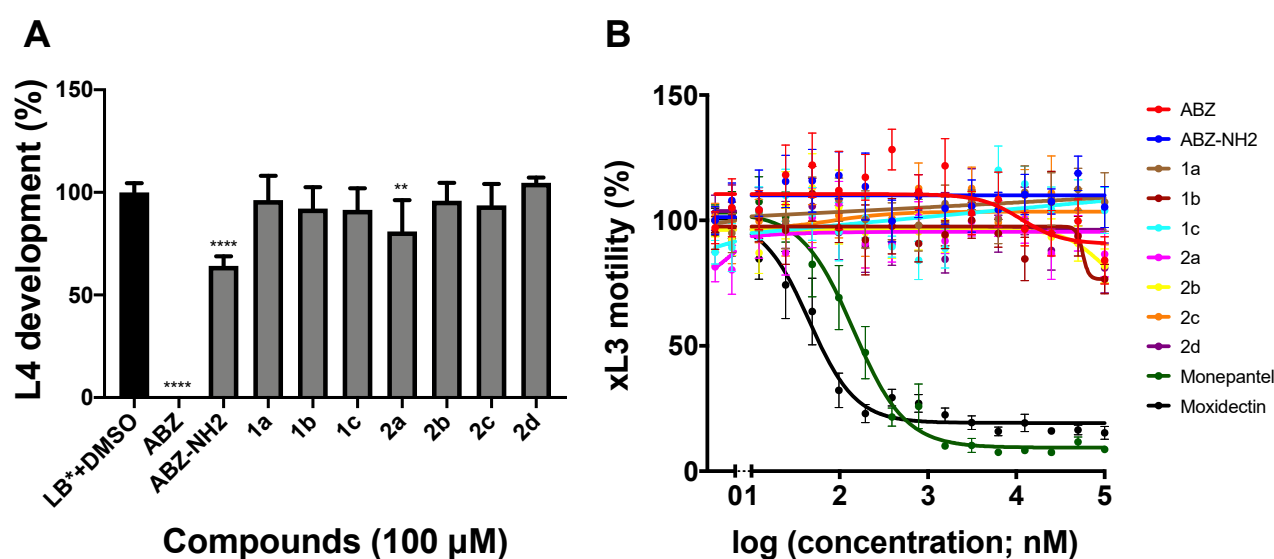 A
L4 development (%)
150
100
50
0
****
****
**
LB*+DMSO
ABZ
ABZ-NH2
1a
1b
1c
2a
2b
2c
2d
Compounds (100 µM)
B
xL3 motility (%)
150
100
50
0
0 1 2 3 4 5
log (concentration; nM)
ABZ
ABZ-NH2
1a
1b
1c
2a
2b
2c
2d
Monepantel
Moxidectin